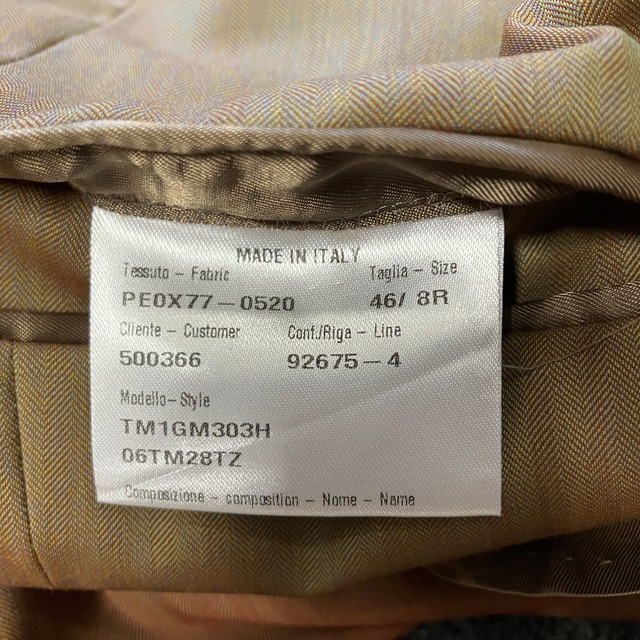 MADE IN ITALY
Tessuto - Fabric Taglia - Size
PE0X77-0520 46/ 8R
Cliente - Customer Conf./Riga - Line
500366 92675-4
Modello-Style
TM1GM303H
06TM28TZ
Composizione - composition - Nome - Name